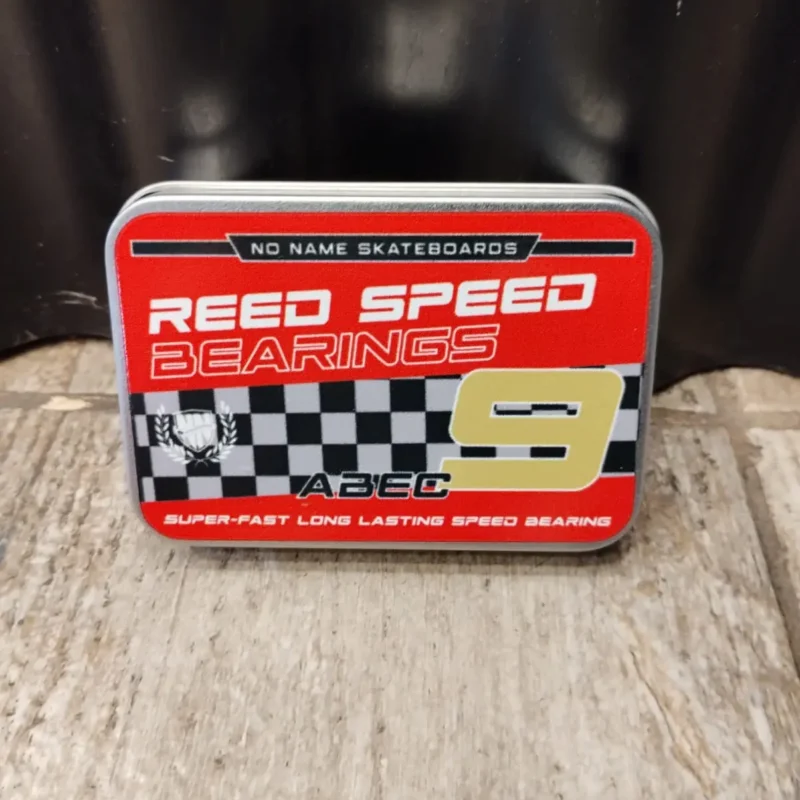 NO NAME SKATEBOARDS
REED SPEED
BEARINGS
ABEC 9
SUPER-FAST LONG LASTING SPEED BEARING